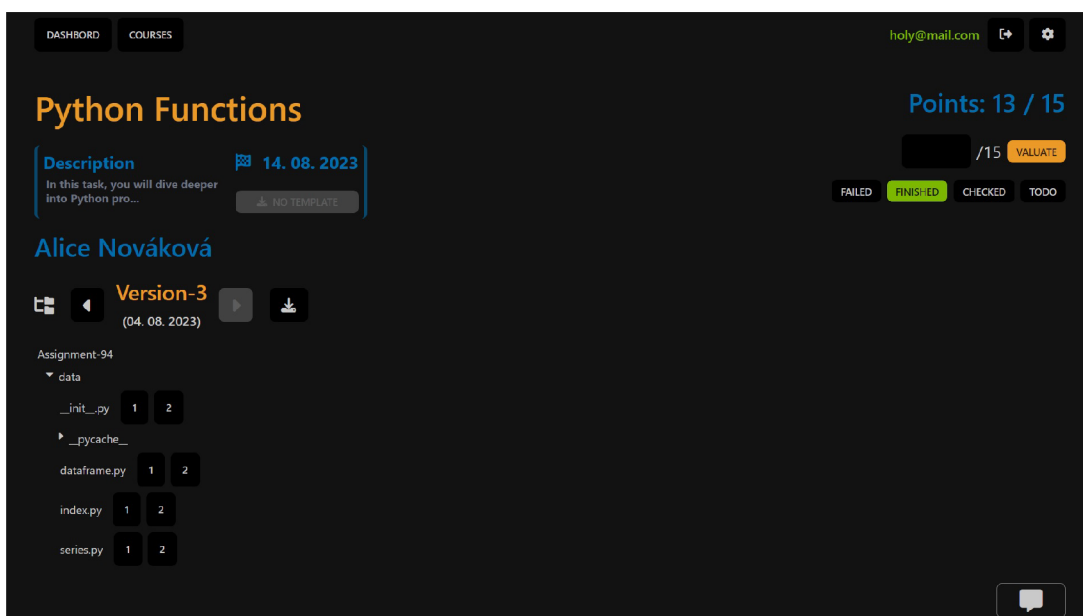 DASHBORD COURSES holy@mail.com
Python Functions
Points: 13 / 15
/15 VALUATE
Description 14. 08. 2023
In this task, you will dive deeper
into Python pro...
NO TEMPLATE
FAILED FINISHED CHECKED TODO
Alice Nováková
Version-3
(04. 08. 2023)
Assignment-94
data
__init__.py 1 2
__pycache__
dataframe.py 1 2
index.py 1 2
series.py 1 2